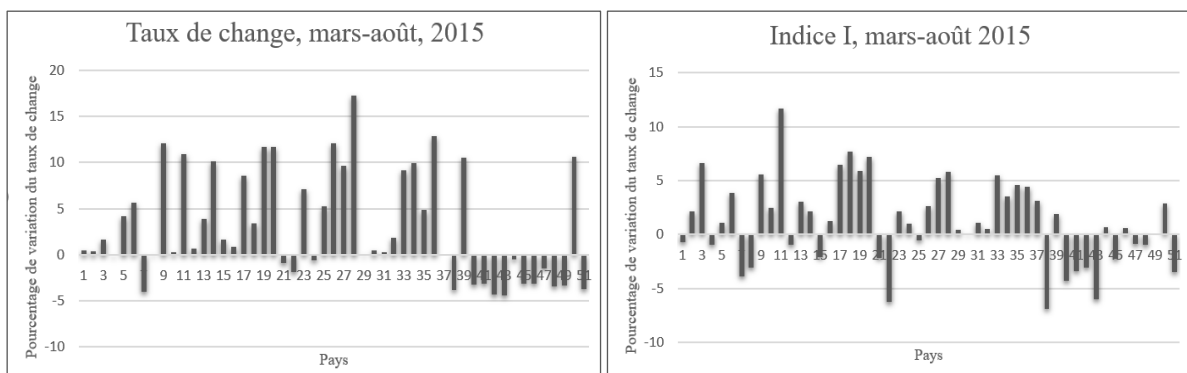 Taux de change, mars-août, 2015
Pourcentage de variation du taux de change
20
15
10
5
0
-5
-10
1 3 5 7 9 11 13 15 17 19 21 23 25 27 29 31 33 35 37 39 41 43 45 47 49 51
Pays
Indice I, mars-août 2015
Pourcentage de variation du taux de change
15
10
5
0
-5
-10
1 3 5 7 9 11 13 15 17 19 21 23 25 27 29 31 33 35 37 39 41 43 45 47 49 51
Pays